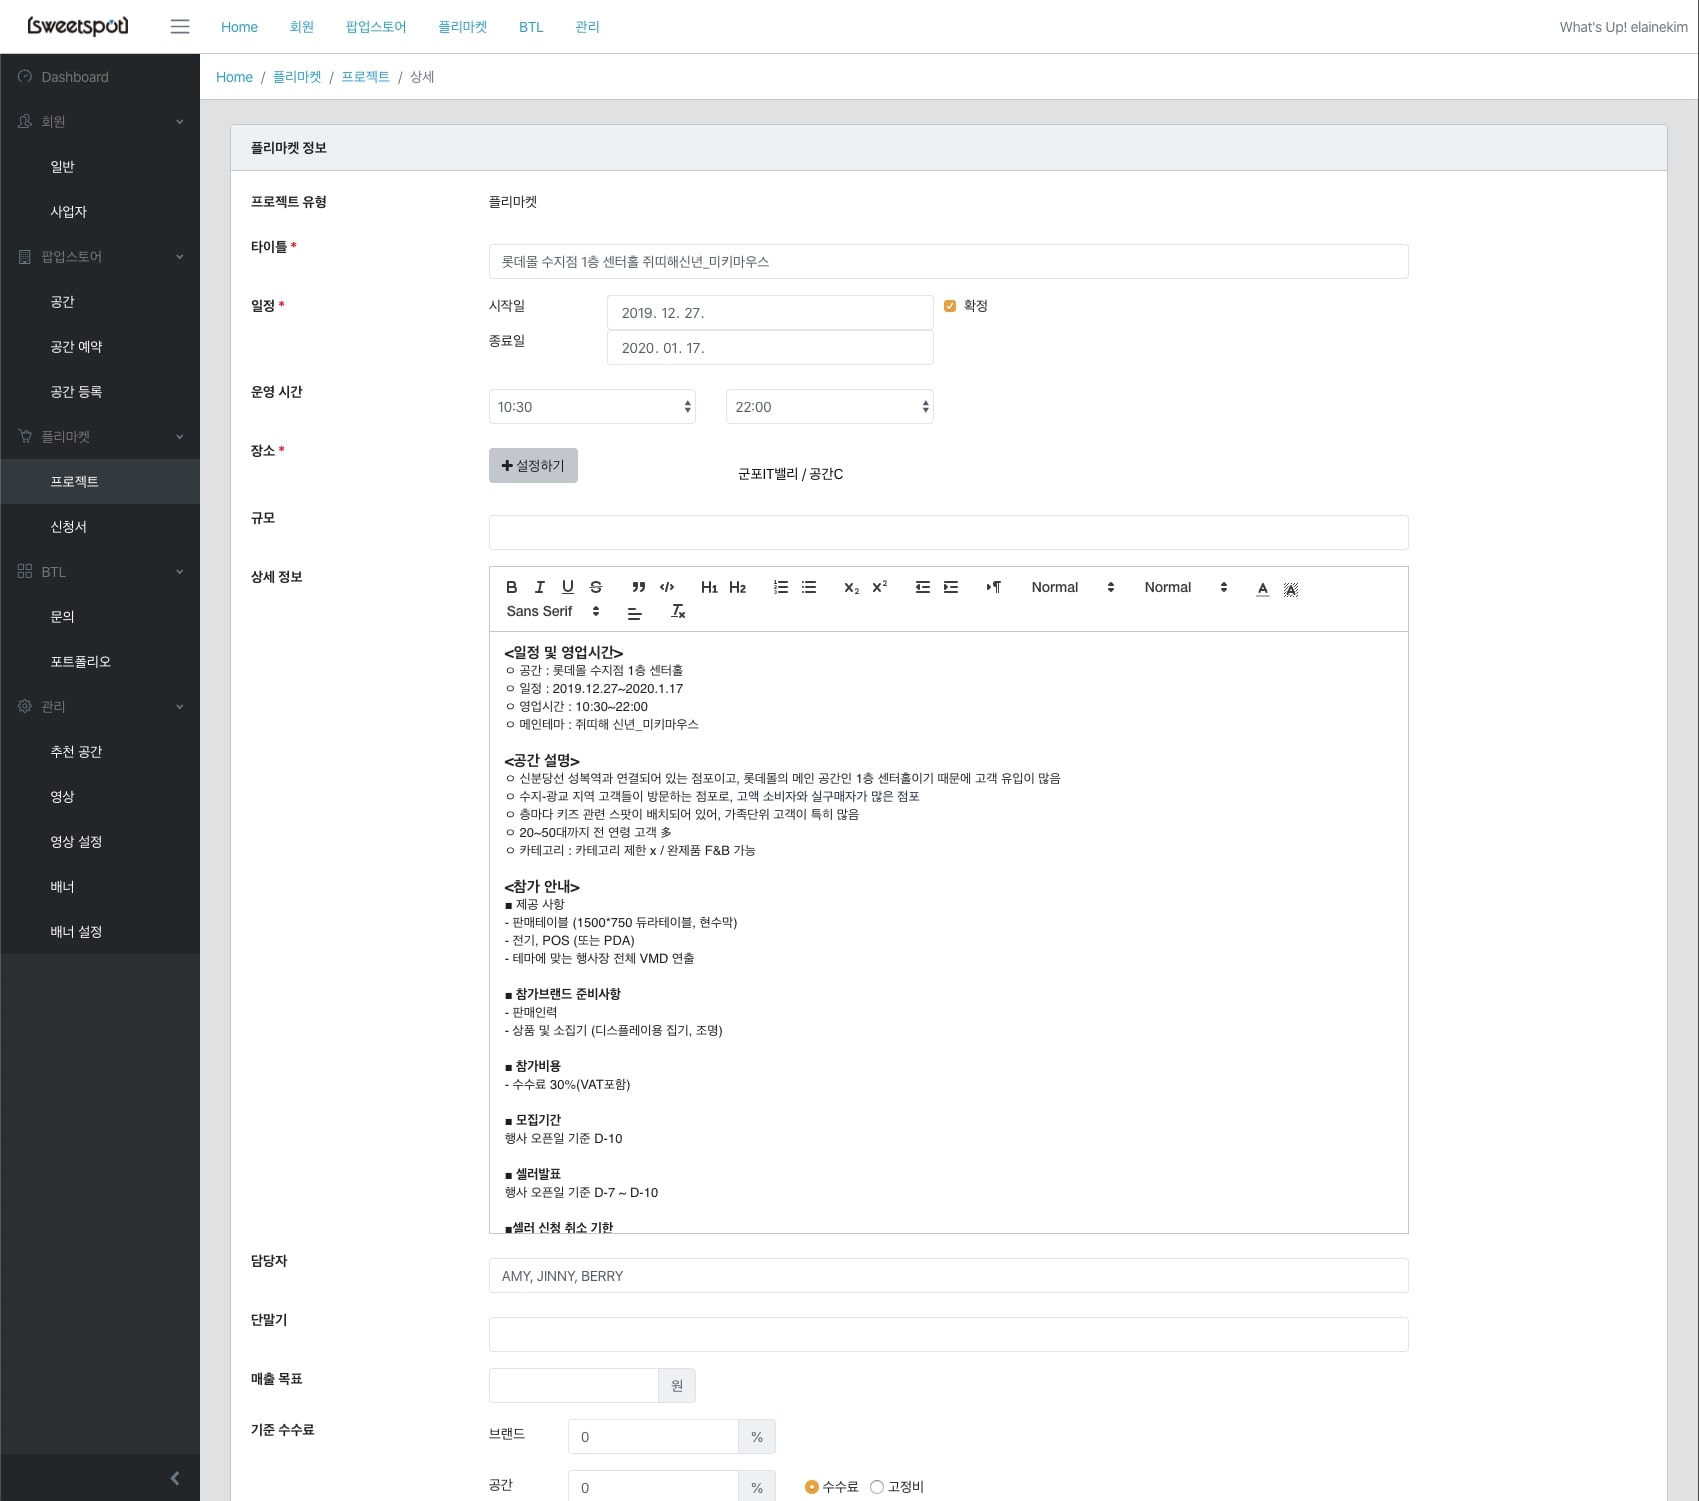 (sweetspot)
Home 회원 팝업스토어 플리마켓 BTL 관리
What's Up! elainekim
Home / 플리마켓 / 프로젝트 / 상세
Dashboard
회원
일반
사업자
팝업스토어
공간
공간 예약
공간 등록
플리마켓
프로젝트
신청서
BTL
문의
포트폴리오
관리
추천 공간
영상
영상 설정
배너
배너 설정
플리마켓 정보
프로젝트 유형 플리마켓
타이틀 *
롯데몰 수지점 1층 센터홀 쥐띠해신년_미키마우스
일정 * 시작일 2019. 12. 27. 확정
종료일 2020. 01. 17.
운영 시간 10:30 22:00
장소 * 설정하기 군포IT밸리 / 공간C
규모
상세 정보
B I U S H1 H2 X2 X2 Normal Normal A A
Sans Serif Tx
<일정 및 영업시간>
ㅇ 공간 : 롯데몰 수지점 1층 센터홀
ㅇ 일정 : 2019.12.27~2020.1.17
ㅇ 영업시간 : 10:30~22:00
ㅇ 메인테마 : 쥐띠해 신년_미키마우스
<공간 설명>
ㅇ 신분당선 성복역과 연결되어 있는 점포이고, 롯데몰의 메인 공간인 1층 센터홀이기 때문에 고객 유입이 많음
ㅇ 수지-광교 지역 고객들이 방문하는 점포로, 고액 소비자와 실구매자가 많은 점포
ㅇ 층마다 키즈 관련 스팟이 배치되어 있어, 가족단위 고객이 특히 많음
ㅇ 20~50대까지 전 연령 고객 多
ㅇ 카테고리 : 카테고리 제한 x / 완제품 F&B 가능
<참가 안내>
■ 제공 사항
- 판매테이블 (1500*750 듀라테이블, 현수막)
- 전기, POS (또는 PDA)
- 테마에 맞는 행사장 전체 VMD 연출
■ 참가브랜드 준비사항
- 판매인력
- 상품 및 소집기 (디스플레이용 집기, 조명)
■ 참가비용
- 수수료 30%(VAT포함)
■ 모집기간
행사 오픈일 기준 D-10
■ 셀러발표
행사 오픈일 기준 D-7 ~ D-10
■셀러 신청 취소 기한
담당자
AMY, JINNY, BERRY
단말기
매출 목표 원
기준 수수료 브랜드 0 %
공간 0 % 수수료 고정비